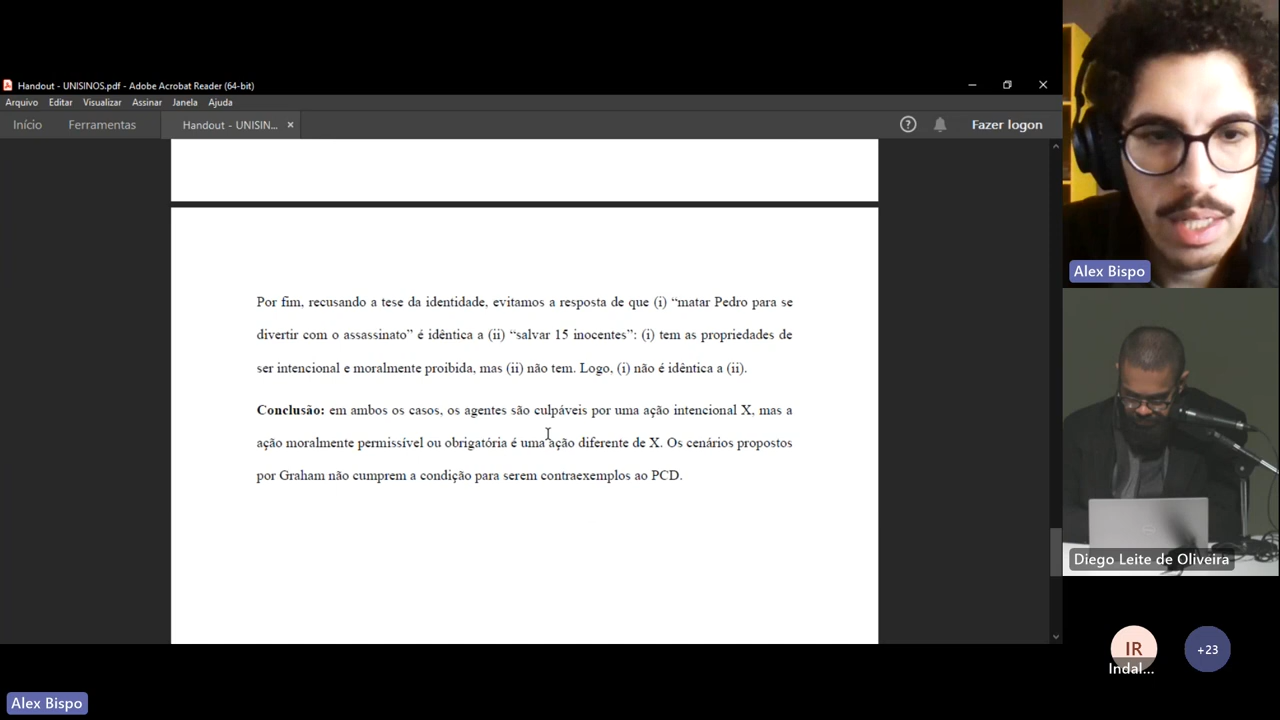 Handout - UNISINOS.pdf - Adobe Acrobat Reader (64-bit)
Arquivo Editar Visualizar Assinar Janela Ajuda
Início Ferramentas Handout - UNISIN... × ? Fazer logon
Por fim, recusando a tese da identidade, evitamos a resposta de que (i) “matar Pedro para se
divertir com o assassinato” é idêntica a (ii) “salvar 15 inocentes”: (i) tem as propriedades de
ser intencional e moralmente proibida, mas (ii) não tem. Logo, (i) não é idêntica a (ii).
Conclusão: em ambos os casos, os agentes são culpáveis por uma ação intencional X, mas a
ação moralmente permissível ou obrigatória é uma ação diferente de X. Os cenários propostos
por Graham não cumprem a condição para serem contraexemplos ao PCD.
Alex Bispo
Diego Leite de Oliveira
IR
Indal...
+23
Alex Bispo